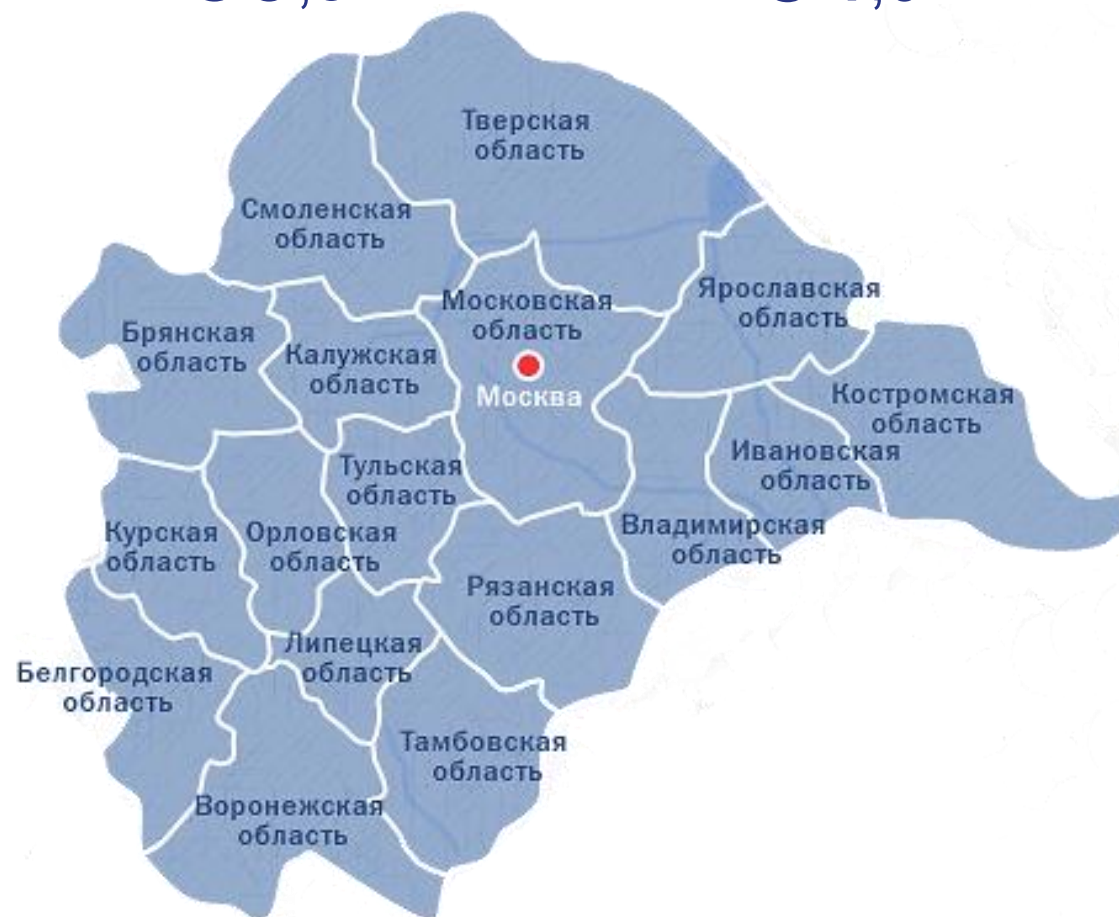 Тверская
область
Смоленская
область
Московская
область
Ярославская
область
Брянская
область
Калужская
область
Москва
Костромская
область
Ивановская
область
Тульская
область
Курская
область
Орловская
область
Владимирская
область
Рязанская
область
Липецкая
область
Белгородская
область
Тамбовская
область
Воронежская
область